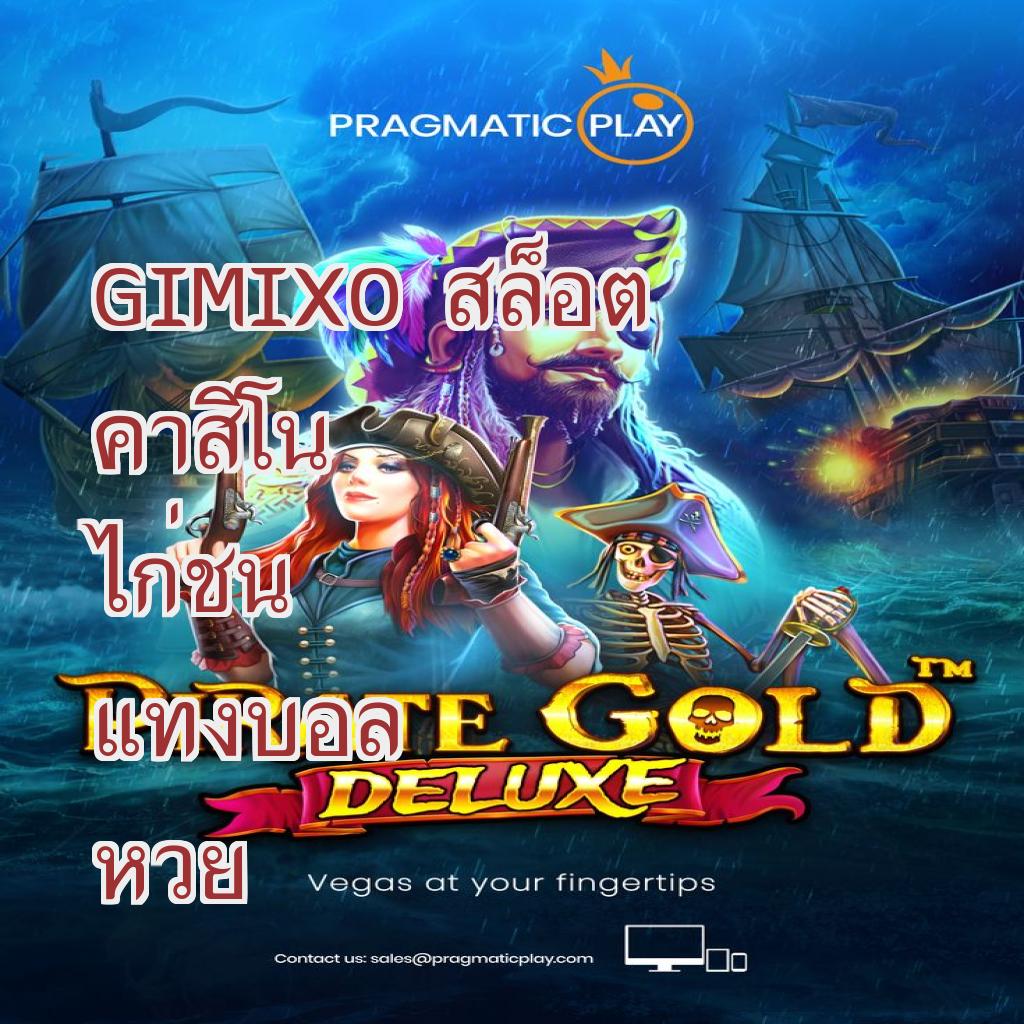 PRAGMATIC PLAY
GIMIXO สล็อต
คาสิโน
ไก่ชน
PIRATE GOLD™
แทงบอล
DELUXE
หวย
Vegas at your fingertips
Contact us: sales@pragmaticplay.com